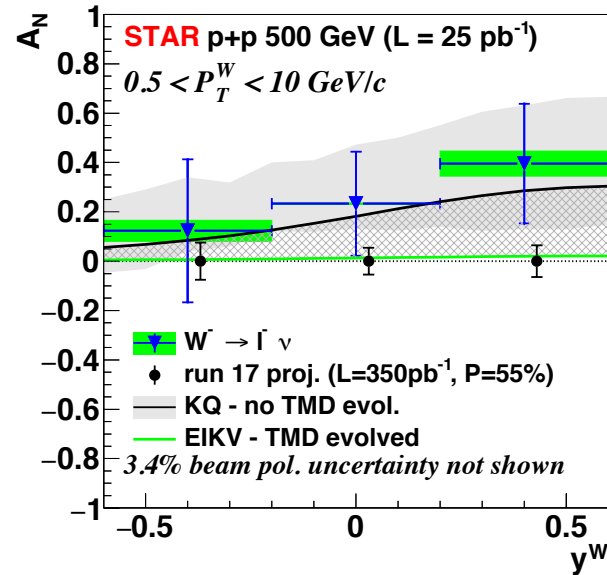 A_N
STAR p+p 500 GeV (L = 25 pb⁻¹)
0.5 < P_T^W < 10 GeV/c
1
0.8
0.6
0.4
0.2
0
−0.2
−0.4
−0.6
−0.8
−1
W⁻ → l⁻ ν
run 17 proj. (L=350pb⁻¹, P=55%)
KQ - no TMD evol.
EIKV - TMD evolved
3.4% beam pol. uncertainty not shown
−0.5
0
0.5
y^W